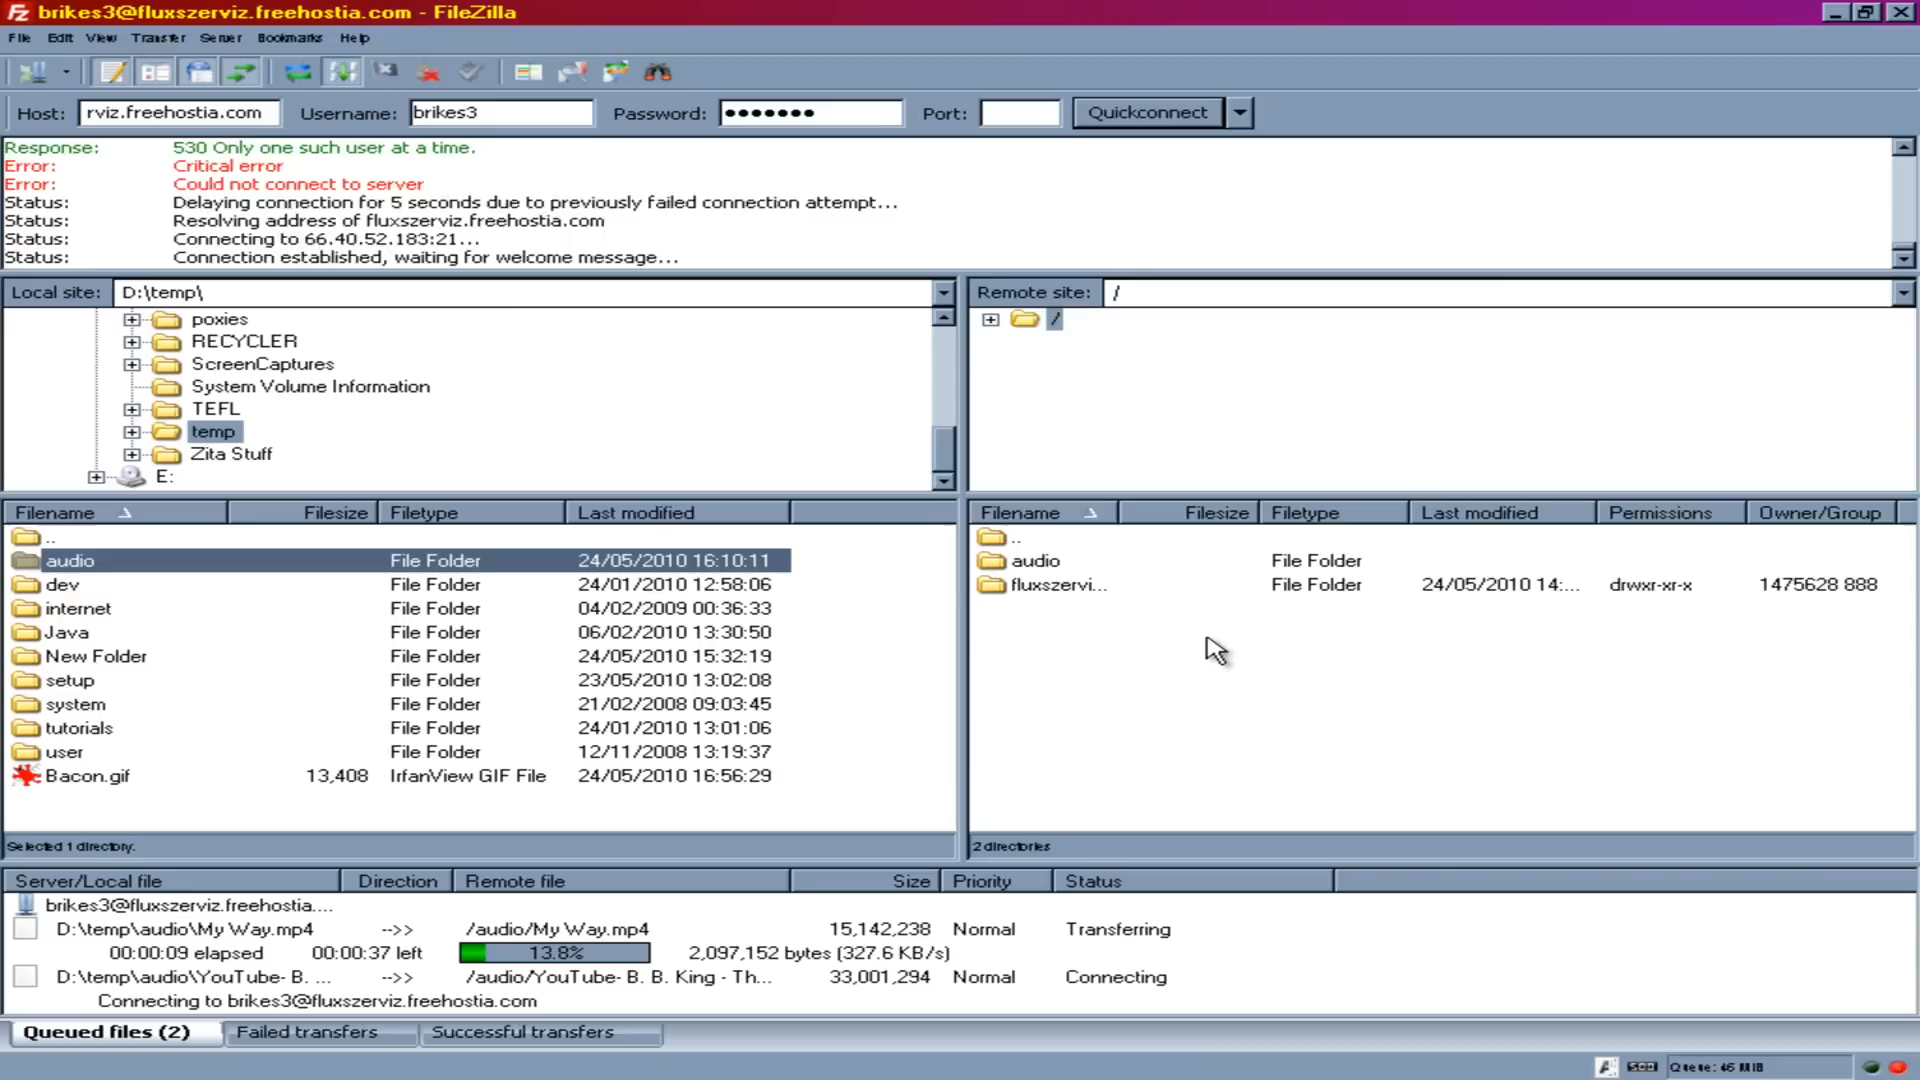 brikes3@fluxszerviz.freehostia.com - FileZilla
File Edit View Transfer Server Bookmarks Help
Host: rviz.freehostia.com Username: brikes3 Password: ●●●●●●● Port: Quickconnect
Response: 530 Only one such user at a time.
Error: Critical error
Error: Could not connect to server
Status: Delaying connection for 5 seconds due to previously failed connection attempt...
Status: Resolving address of fluxszerviz.freehostia.com
Status: Connecting to 66.40.52.183:21...
Status: Connection established, waiting for welcome message...
Local site: D:\temp\
poxies
RECYCLER
ScreenCaptures
System Volume Information
TEFL
temp
Zita Stuff
E:
Remote site: /
/
Filename Filesize Filetype Last modified
..
audio File Folder 24/05/2010 16:10:11
dev File Folder 24/01/2010 12:58:06
internet File Folder 04/02/2009 00:36:33
Java File Folder 06/02/2010 13:30:50
New Folder File Folder 24/05/2010 15:32:19
setup File Folder 23/05/2010 13:02:08
system File Folder 21/02/2008 09:03:45
tutorials File Folder 24/01/2010 13:01:06
user File Folder 12/11/2008 13:19:37
Bacon.gif 13,408 IrfanView GIF File 24/05/2010 16:56:29
Selected 1 directory.
Filename Filesize Filetype Last modified Permissions Owner/Group
..
audio File Folder
fluxszervi... File Folder 24/05/2010 14:... drwxr-xr-x 1475628 888
2 directories
Server/Local file Direction Remote file Size Priority Status
brikes3@fluxszerviz.freehostia....
D:\temp\audio\My Way.mp4 -->> /audio/My Way.mp4 15,142,238 Normal Transferring
00:00:09 elapsed 00:00:37 left 13.8% 2,097,152 bytes (327.6 KB/s)
D:\temp\audio\YouTube- B. ... -->> /audio/YouTube- B. B. King - Th... 33,001,294 Normal Connecting
Connecting to brikes3@fluxszerviz.freehostia.com
Queued files (2) Failed transfers Successful transfers
Queue: 46 MiB